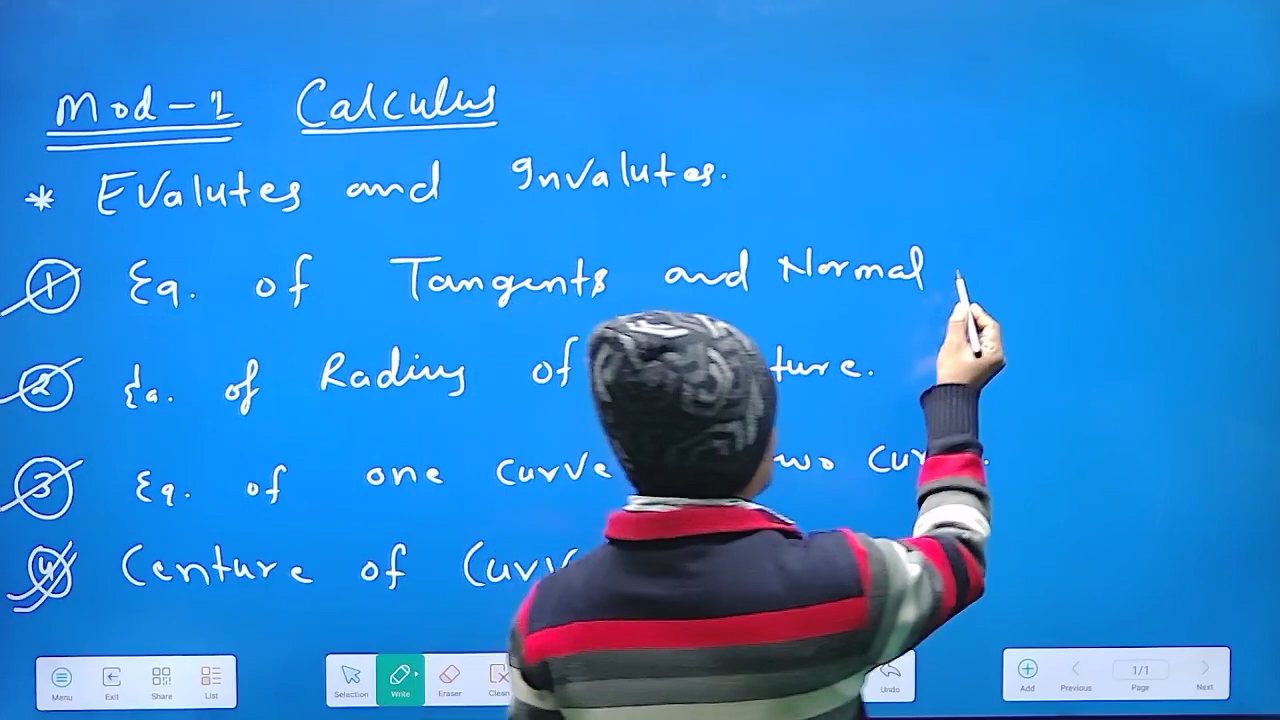 Mod-1 Calculus
* Evalutes and Invalutes.
1 Eq. of Tangents and Normal
2 Eq. of Radius of ture.
3 Eq. of one curve two cur
4 Centure of Curv
Menu Exit Share List Selection Write Eraser Clean Undo Add Previous 1/1 Page Next